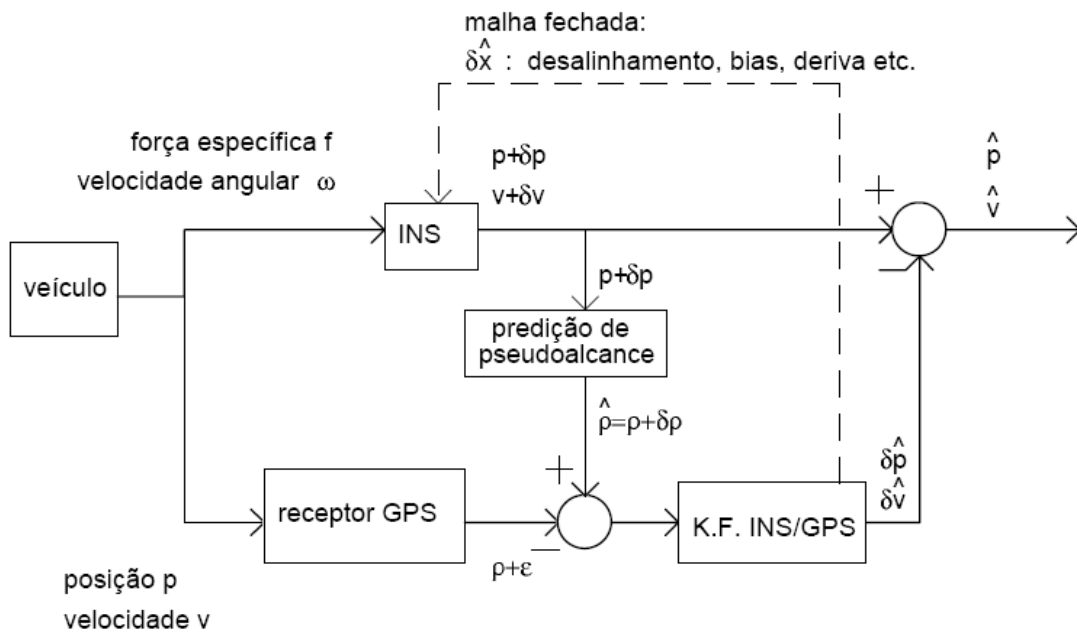 malha fechada:
δx̂ : desalinhamento, bias, deriva etc.
força específica f
velocidade angular ω
p+δp
v+δv
p̂
v̂
+
INS
veículo
p+δp
predição de
pseudoalcance
ρ̂=ρ+δρ
+
δp̂
δv̂
receptor GPS
K.F. INS/GPS
ρ+ε
−
posição p
velocidade v